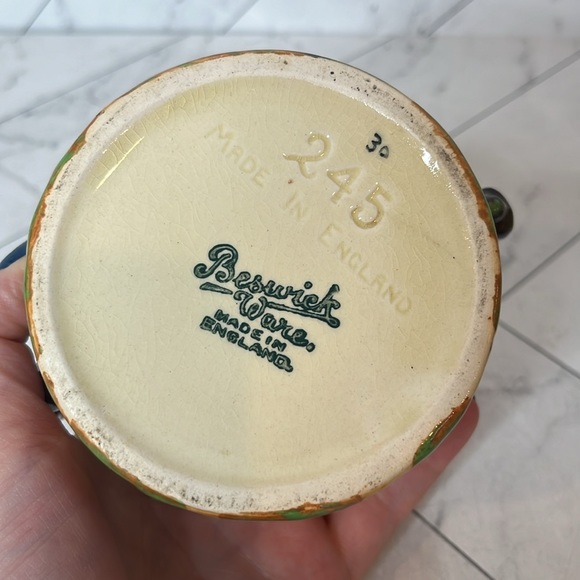 30
245
MADE IN ENGLAND
Beswick
Ware.
MADE IN
ENGLAND.